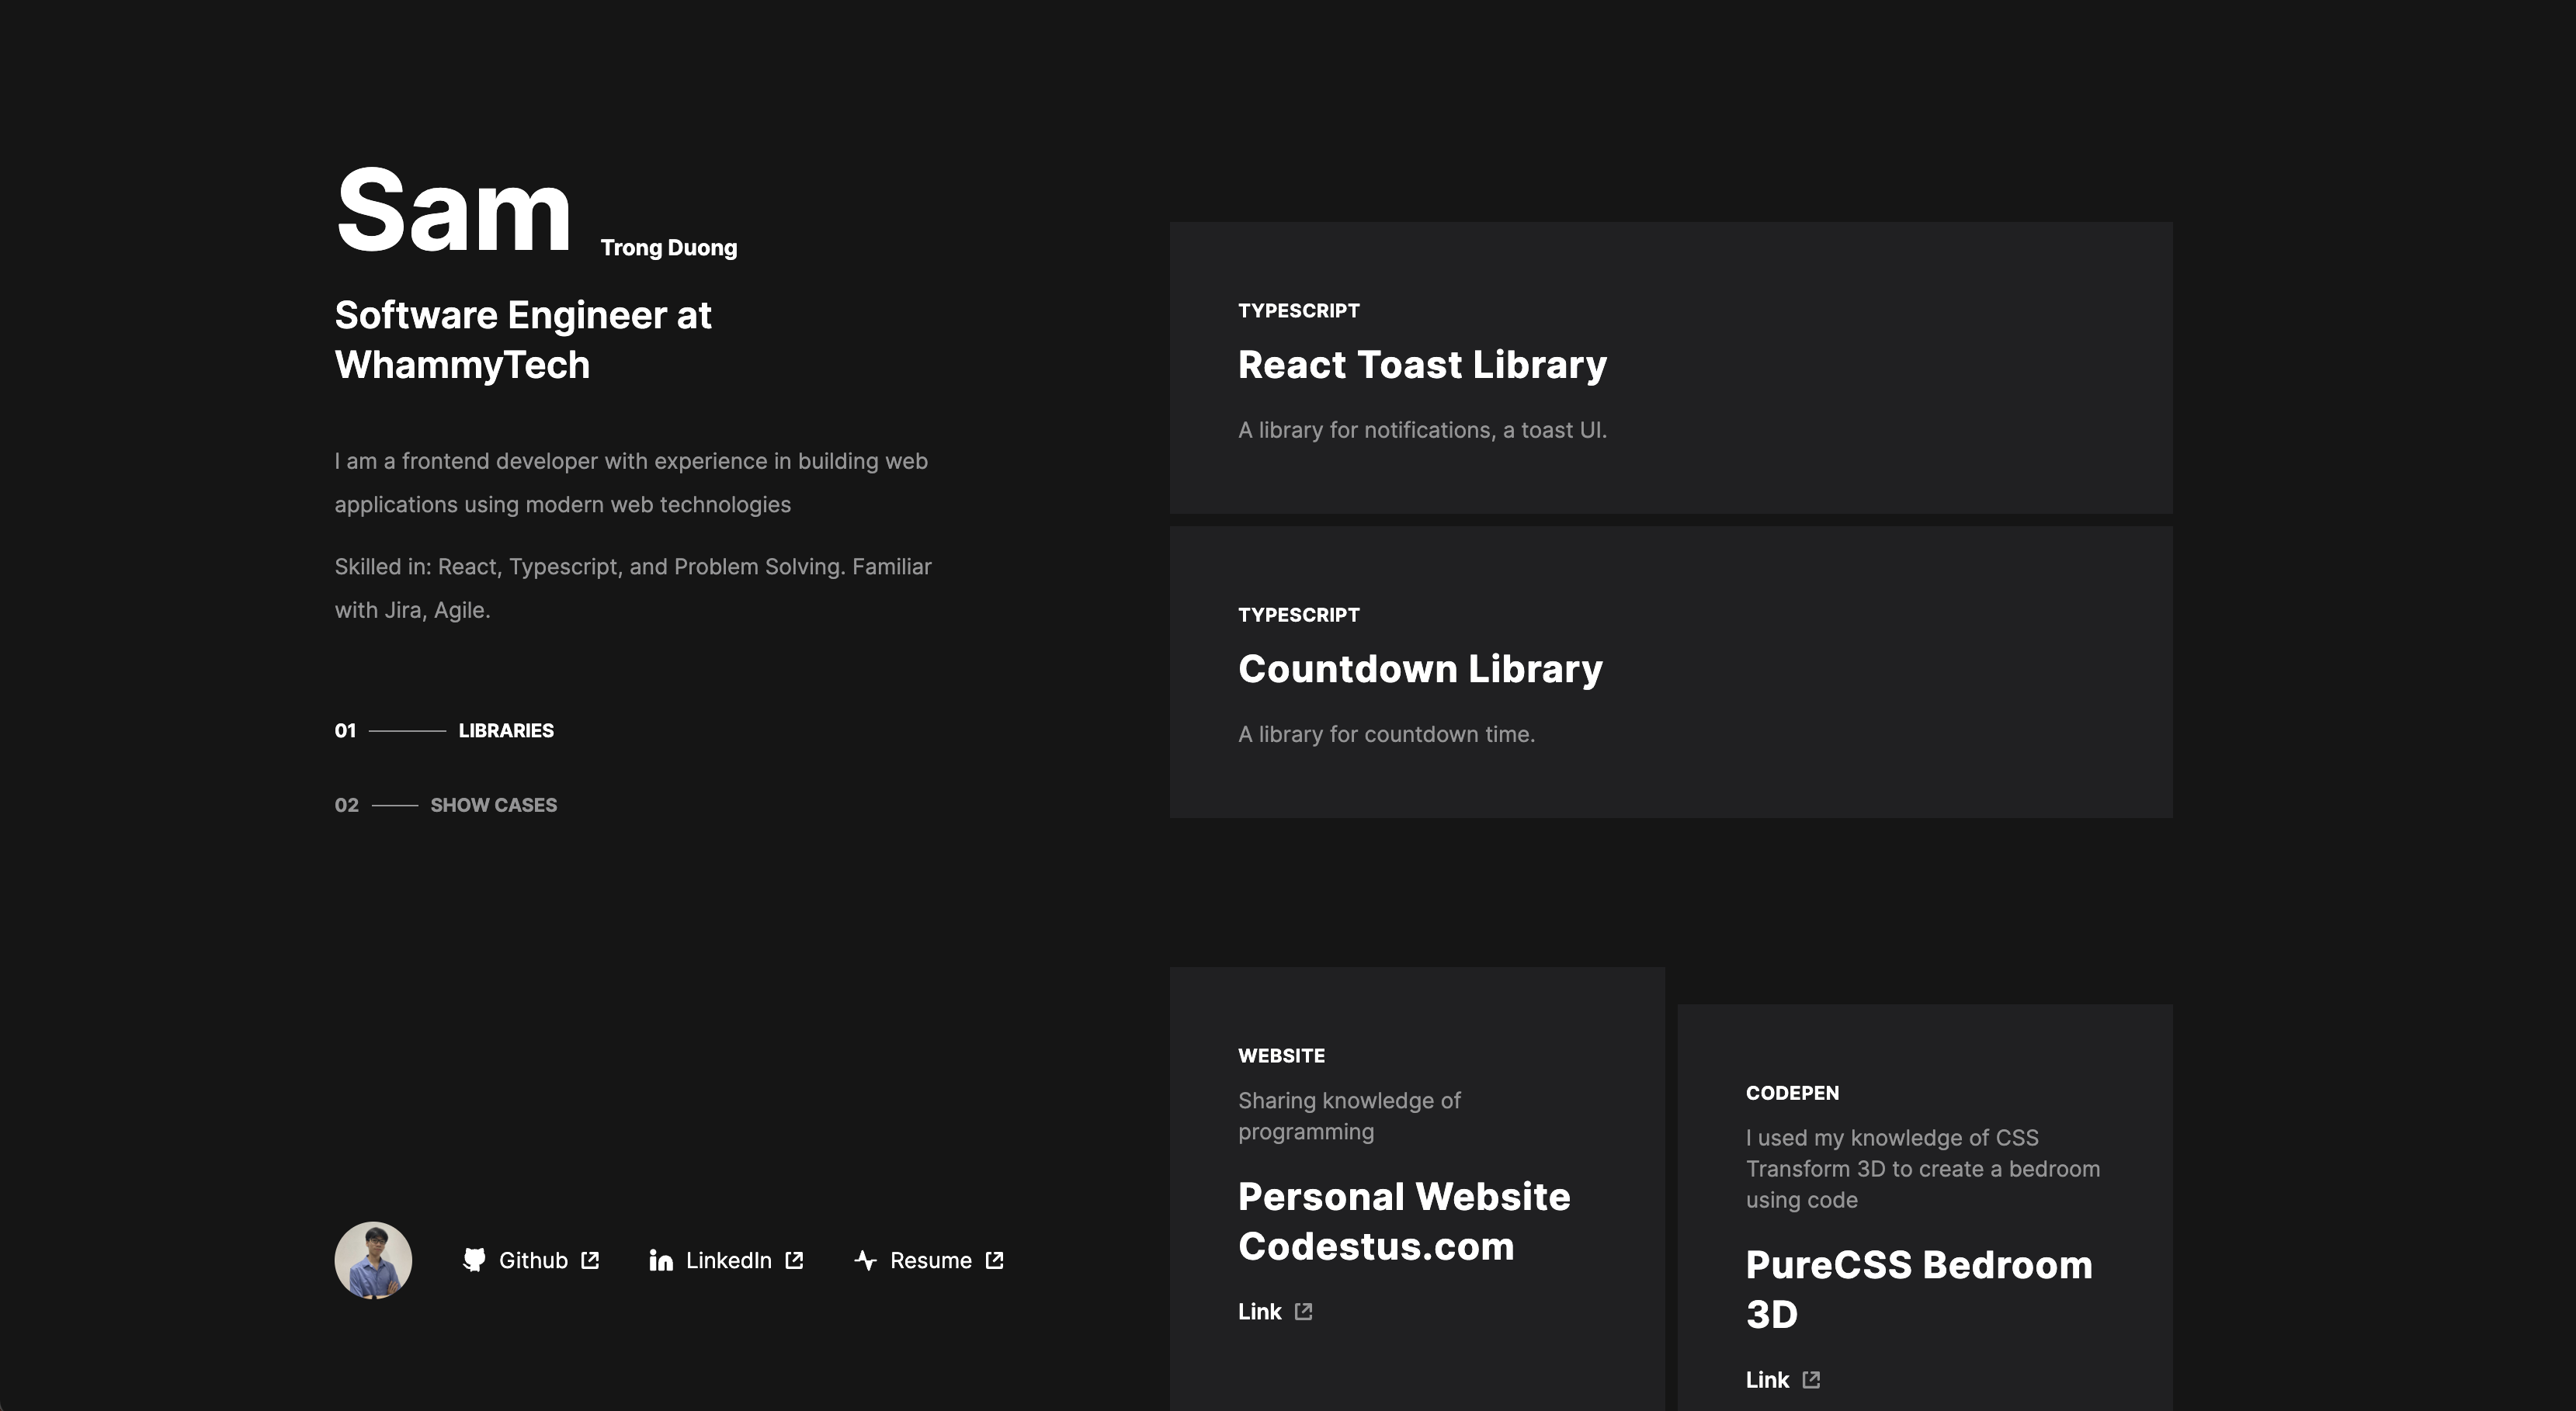 Sam Trong Duong
Software Engineer at
WhammyTech
I am a frontend developer with experience in building web
applications using modern web technologies
Skilled in: React, Typescript, and Problem Solving. Familiar
with Jira, Agile.
01 LIBRARIES
02 SHOW CASES
Github
LinkedIn
Resume
TYPESCRIPT
React Toast Library
A library for notifications, a toast UI.
TYPESCRIPT
Countdown Library
A library for countdown time.
WEBSITE
Sharing knowledge of
programming
Personal Website
Codestus.com
Link
CODEPEN
I used my knowledge of CSS
Transform 3D to create a bedroom
using code
PureCSS Bedroom
3D
Link